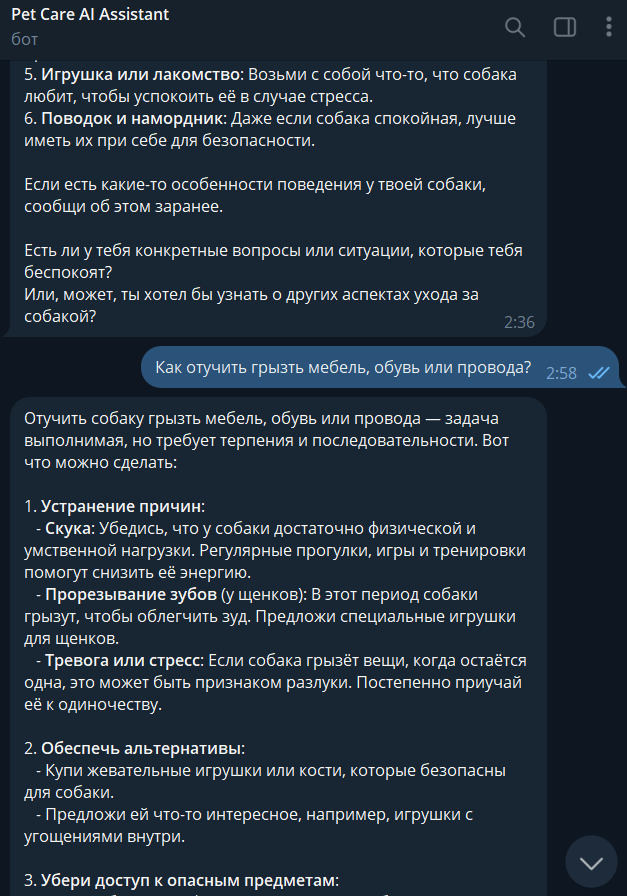 Pet Care AI Assistant
бот
5. Игрушка или лакомство: Возьми с собой что-то, что собака
любит, чтобы успокоить её в случае стресса.
6. Поводок и намордник: Даже если собака спокойная, лучше
иметь их при себе для безопасности.
Если есть какие-то особенности поведения у твоей собаки,
сообщи об этом заранее.
Есть ли у тебя конкретные вопросы или ситуации, которые тебя
беспокоят?
Или, может, ты хотел бы узнать о других аспектах ухода за
собакой?
2:36
Как отучить грызть мебель, обувь или провода? 2:58
Отучить собаку грызть мебель, обувь или провода — задача
выполнимая, но требует терпения и последовательности. Вот
что можно сделать:
1. Устранение причин:
- Скука: Убедись, что у собаки достаточно физической и
умственной нагрузки. Регулярные прогулки, игры и тренировки
помогут снизить её энергию.
- Прорезывание зубов (у щенков): В этот период собаки
грызут, чтобы облегчить зуд. Предложи специальные игрушки
для щенков.
- Тревога или стресс: Если собака грызёт вещи, когда остаётся
одна, это может быть признаком разлуки. Постепенно приучай
её к одиночеству.
2. Обеспечь альтернативы:
- Купи жевательные игрушки или кости, которые безопасны
для собаки.
- Предложи ей что-то интересное, например, игрушки с
угощениями внутри.
3. Убери доступ к опасным предметам: